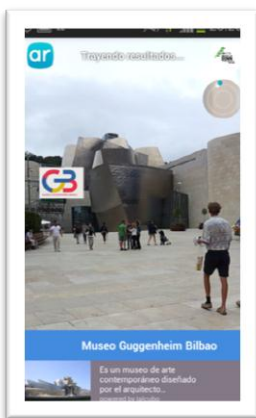 ar
Trayendo resultados...
GB
Museo Guggenheim Bilbao
Es un museo de arte
contemporáneo diseñado
por el arquitecto...